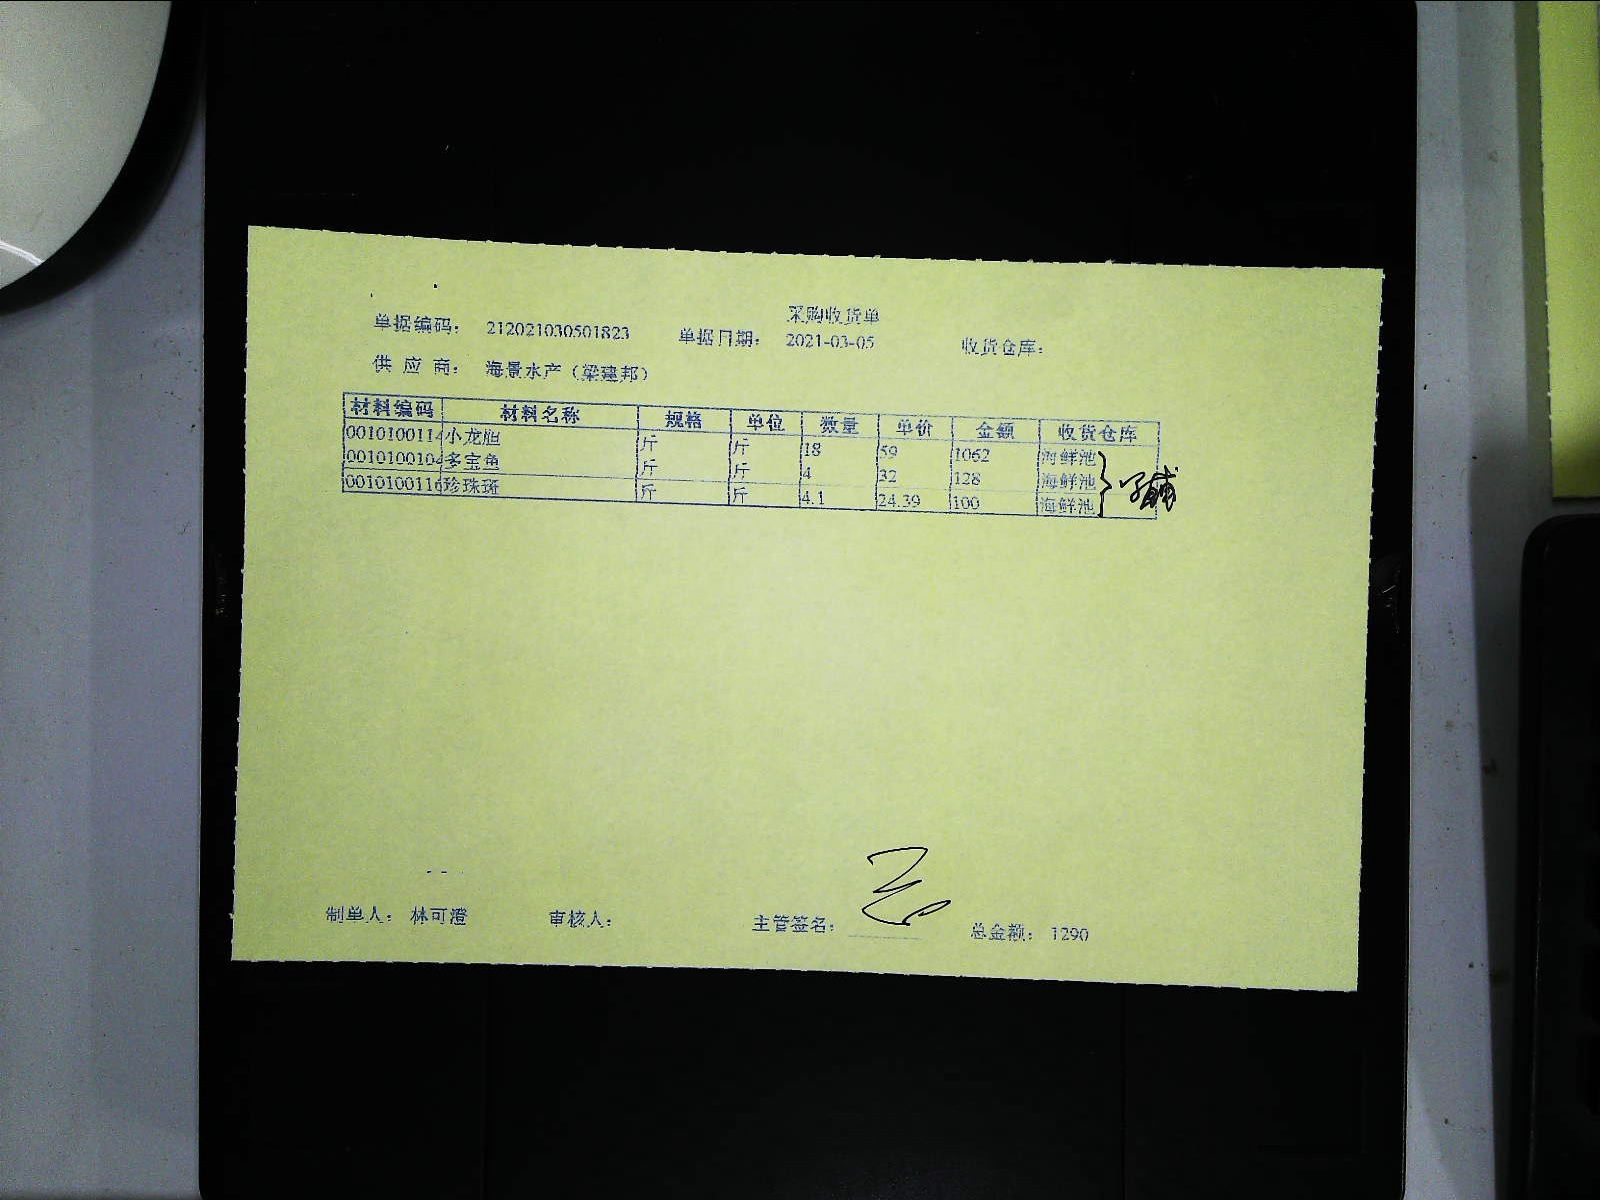 采购收货单
单据编码： 212021030501823 单据日期： 2021-03-05 收货仓库：
供 应 商： 海景水产（梁建邦）
材料编码 材料名称 规格 单位 数量 单价 金额 收货仓库
0010100114 小龙胆 斤 斤 18 59 1062 海鲜池
0010100104 多宝鱼 斤 斤 4 32 128 海鲜池
0010100116 珍珠斑 斤 斤 4.1 24.39 100 海鲜池
制单人： 林可澄 审核人： 主管签名： 总金额： 1290